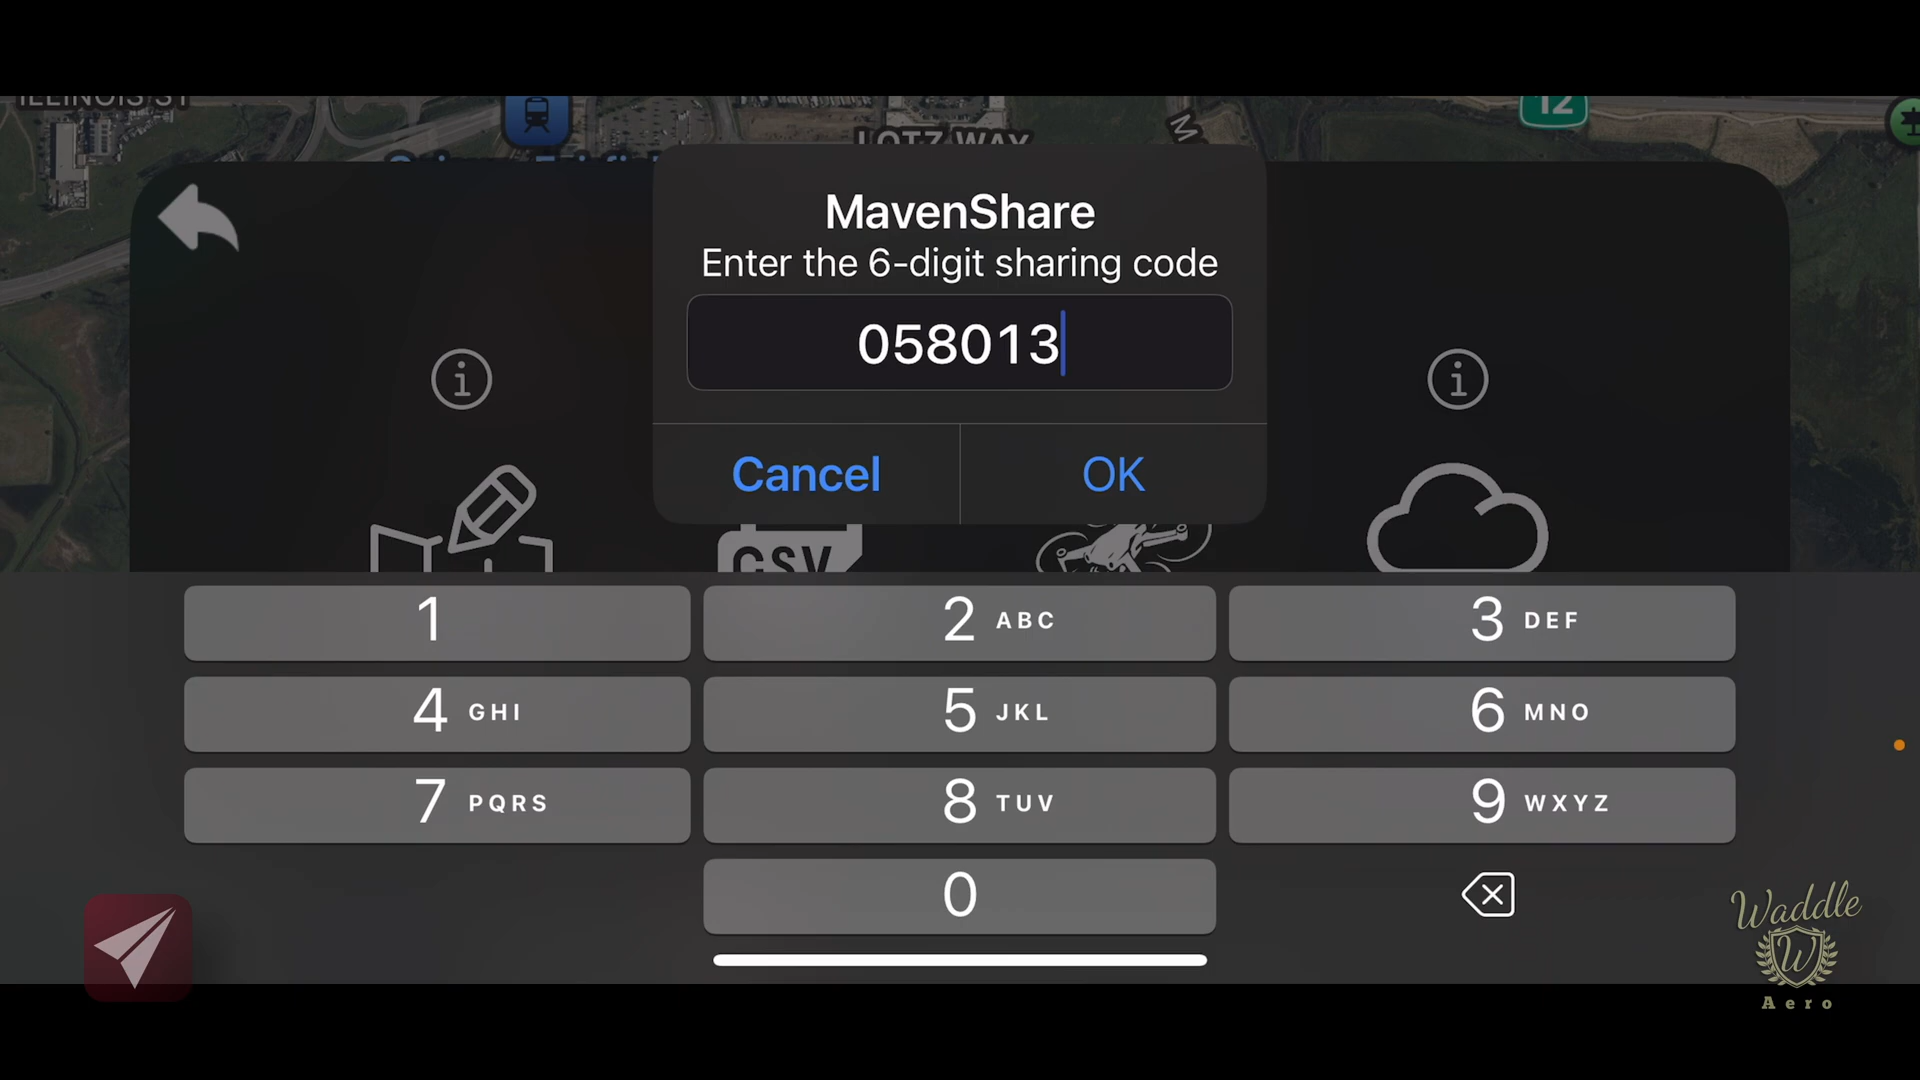 ILLINOIS ST
12
LOTZ WAY
M
MavenShare
Enter the 6-digit sharing code
058013
Cancel
OK
CSV
1
2 ABC
3 DEF
4 GHI
5 JKL
6 MNO
7 PQRS
8 TUV
9 WXYZ
0
Waddle
W
Aero